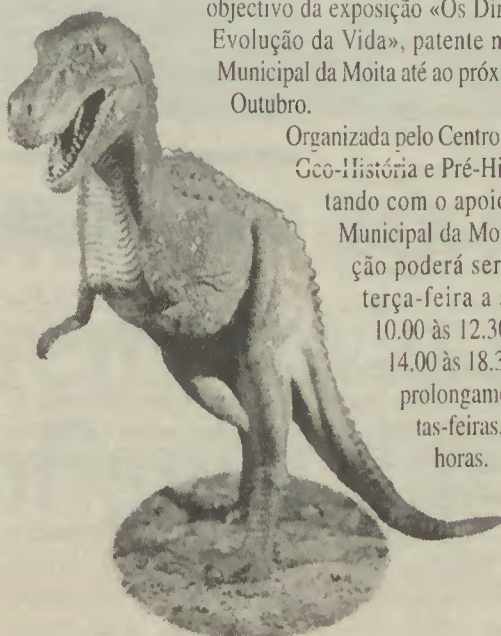 objectivo da exposição «Os Din
Evolução da Vida», patente n
Municipal da Moita até ao próx
Outubro.
Organizada pelo Centro
Geo-História e Pré-Hi
tando com o apoio
Municipal da Mo
ção poderá ser
terça-feira a
10.00 às 12.30
14.00 às 18.3
prolongame
tas-feiras,
horas.